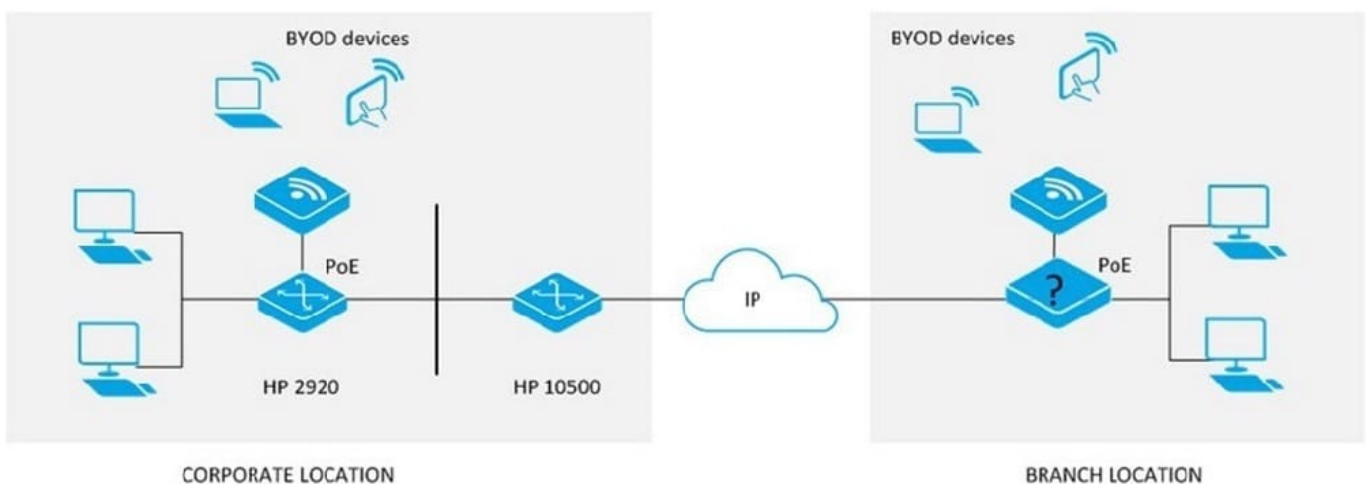 BYOD devices
BYOD devices
PoE
IP
PoE
?
HP 2920
HP 10500
CORPORATE LOCATION
BRANCH LOCATION